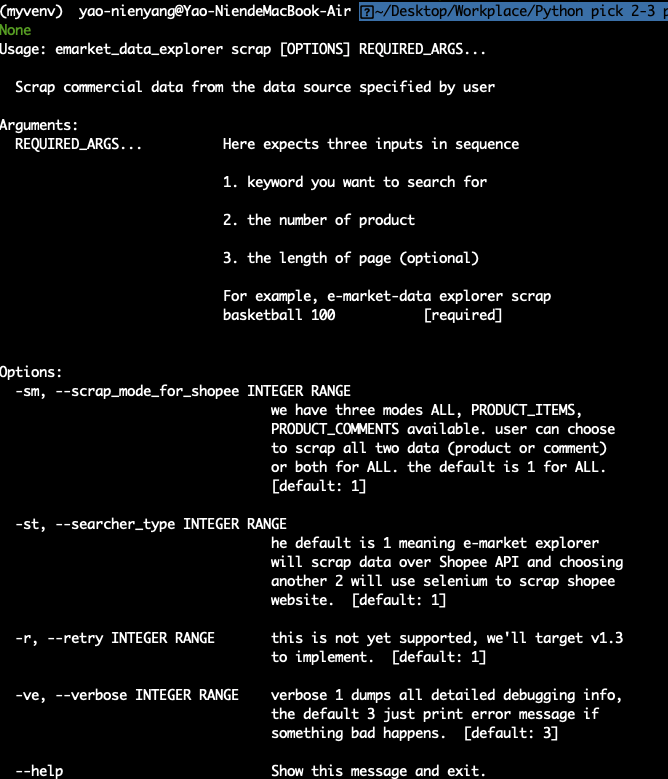 (myvenv) yao-nienyang@Yao-NiendeMacBook-Air ~/Desktop/Workplace/Python pick 2-3 p
None
Usage: emarket_data_explorer scrap [OPTIONS] REQUIRED_ARGS...
Scrap commercial data from the data source specified by user
Arguments:
REQUIRED_ARGS... Here expects three inputs in sequence
1. keyword you want to search for
2. the number of product
3. the length of page (optional)
For example, e-market-data explorer scrap
basketball 100 [required]
Options:
-sm, --scrap_mode_for_shopee INTEGER RANGE
we have three modes ALL, PRODUCT_ITEMS,
PRODUCT_COMMENTS available. user can choose
to scrap all two data (product or comment)
or both for ALL. the default is 1 for ALL.
[default: 1]
-st, --searcher_type INTEGER RANGE
he default is 1 meaning e-market explorer
will scrap data over Shopee API and choosing
another 2 will use selenium to scrap shopee
website. [default: 1]
-r, --retry INTEGER RANGE this is not yet supported, we'll target v1.3
to implement. [default: 1]
-ve, --verbose INTEGER RANGE verbose 1 dumps all detailed debugging info,
the default 3 just print error message if
something bad happens. [default: 3]
--help Show this message and exit.